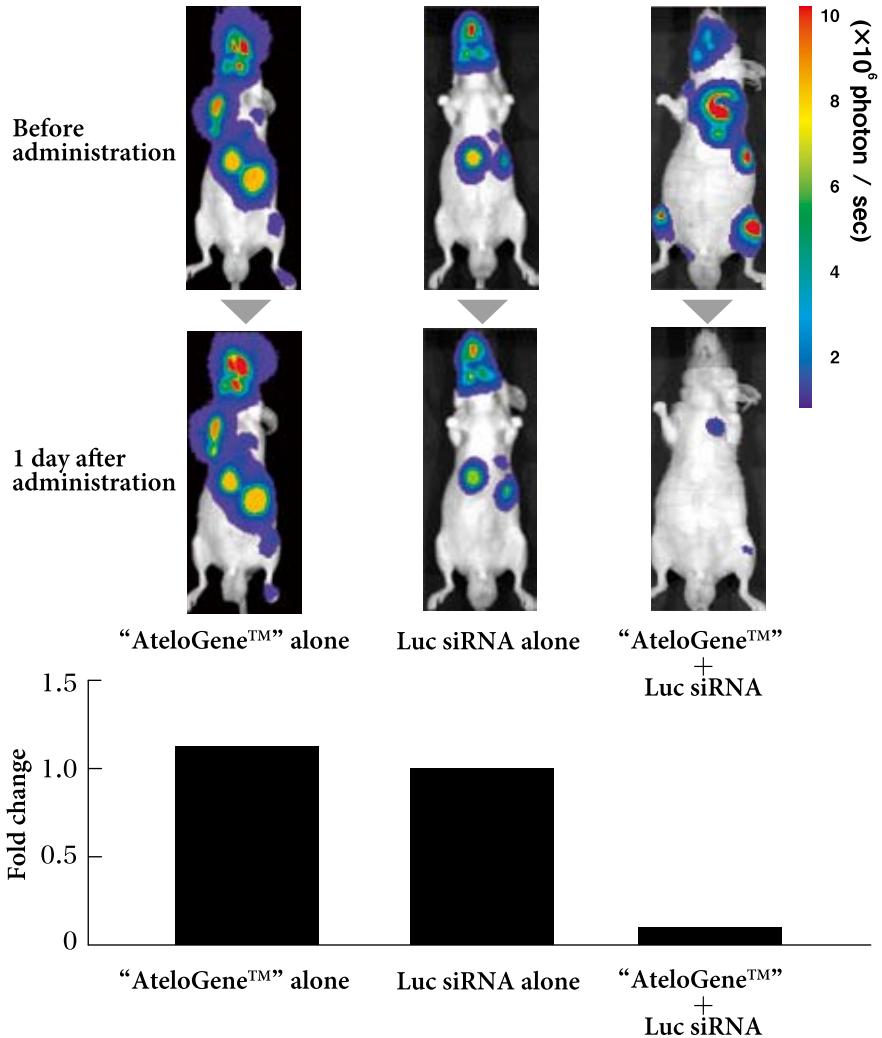 Before
administration
10
8
6
4
2
(×10⁶ photon / sec)
1 day after
administration
“AteloGene™” alone
Luc siRNA alone
“AteloGene™”
+
Luc siRNA
1.5
1.0
0.5
0
Fold change
“AteloGene™” alone
Luc siRNA alone
“AteloGene™”
+
Luc siRNA